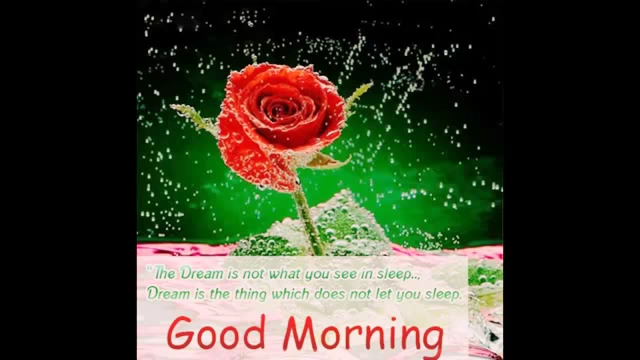 "The Dream is not what you see in sleep..,
Dream is the thing which does not let you sleep.
Good Morning